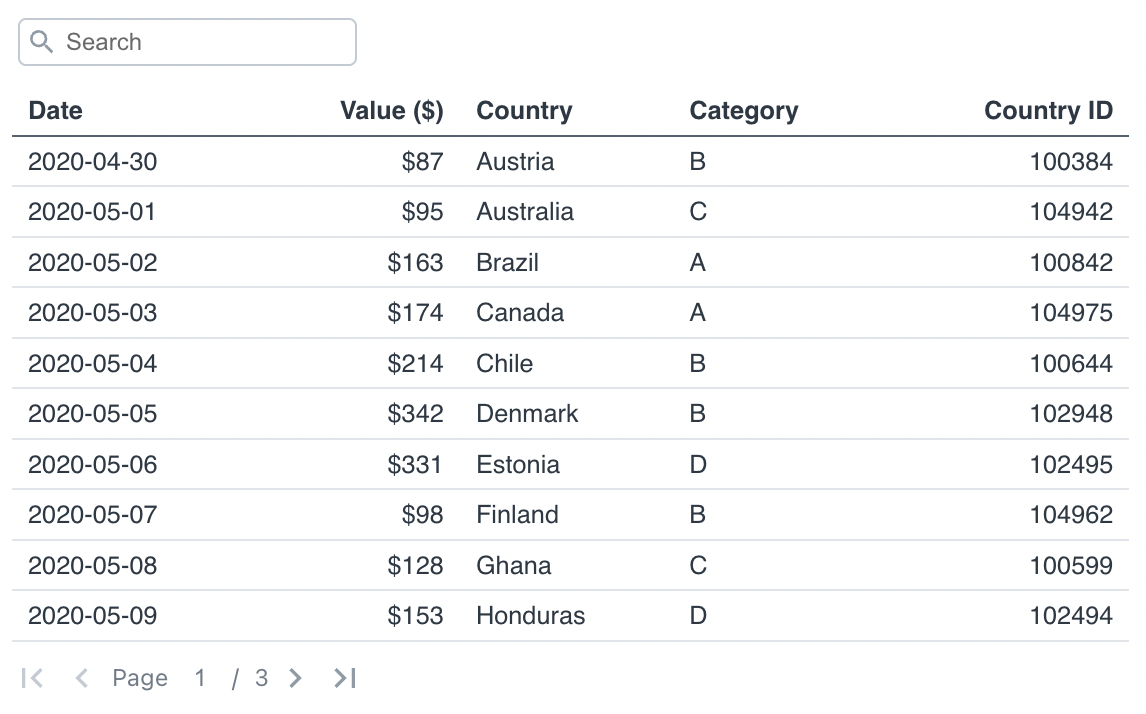 Search
Date Value ($) Country Category Country ID
2020-04-30 $87 Austria B 100384
2020-05-01 $95 Australia C 104942
2020-05-02 $163 Brazil A 100842
2020-05-03 $174 Canada A 104975
2020-05-04 $214 Chile B 100644
2020-05-05 $342 Denmark B 102948
2020-05-06 $331 Estonia D 102495
2020-05-07 $98 Finland B 104962
2020-05-08 $128 Ghana C 100599
2020-05-09 $153 Honduras D 102494
Page 1 / 3